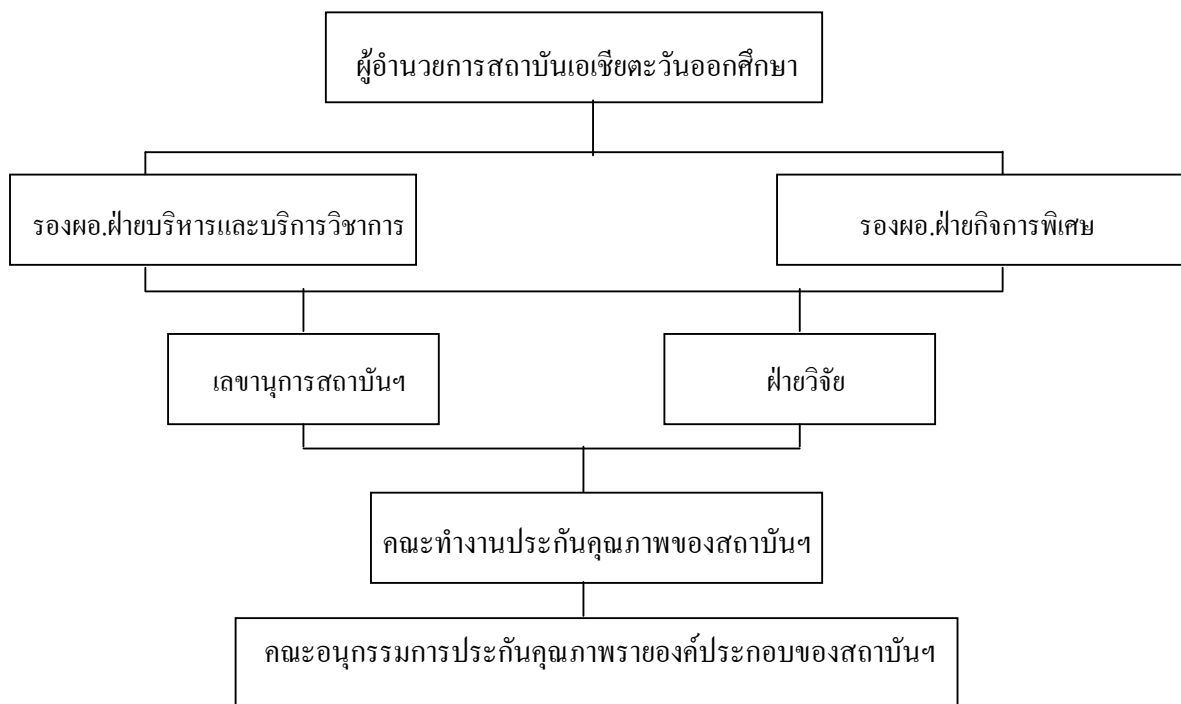 ผู้อำนวยการสถาบันเอเชียตะวันออกศึกษา
รองผอ.ฝ่ายบริหารและบริการวิชาการ
รองผอ.ฝ่ายกิจการพิเศษ
เลขานุการสถาบันฯ
ฝ่ายวิจัย
คณะทำงานประกันคุณภาพของสถาบันฯ
คณะอนุกรรมการประกันคุณภาพรายองค์ประกอบของสถาบันฯ